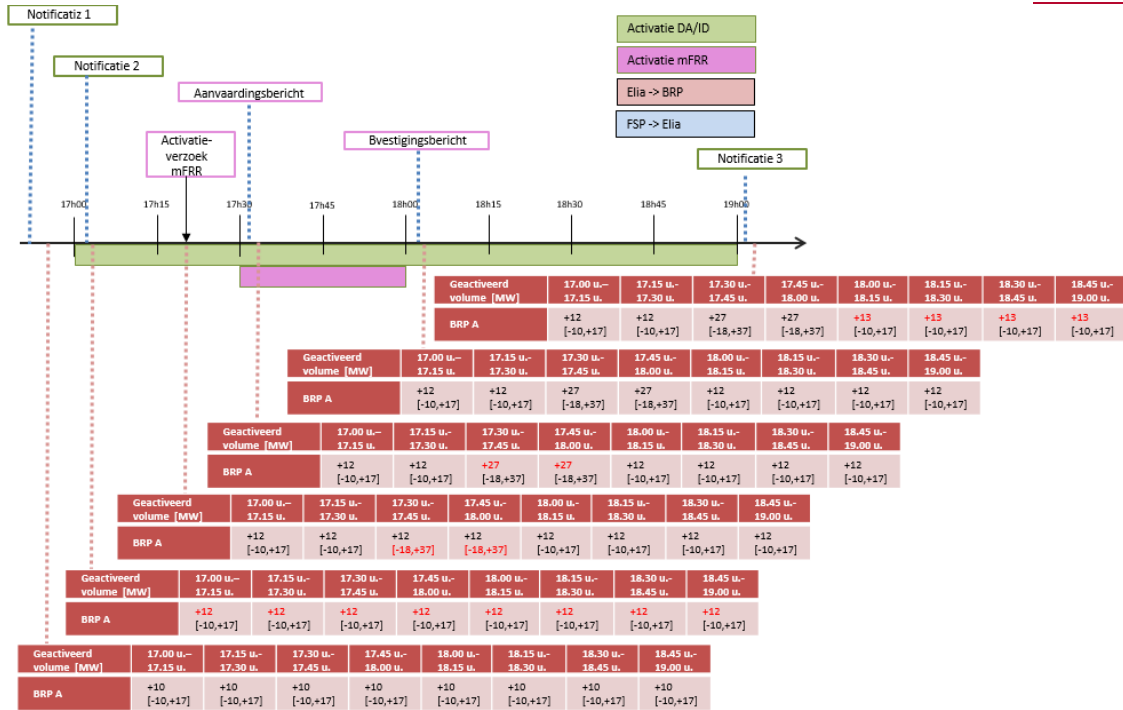 Notificatiz 1
Activatie DA/ID
Activatie mFRR
Elia -> BRP
FSP -> Elia
Notificatie 2
Aanvaardingsbericht
Activatie-
verzoek
mFRR
Bvestigingsbericht
Notificatie 3
17h00 17h15 17h30 17h45 18h00 18h15 18h30 18h45 19h00
Geactiveerd 17.00 u.– 17.15 u.- 17.30 u.- 17.45 u.- 18.00 u.- 18.15 u.- 18.30 u.- 18.45 u.-
volume [MW] 17.15 u. 17.30 u. 17.45 u. 18.00 u. 18.15 u. 18.30 u. 18.45 u. 19.00 u.
BRP A +12 +12 +27 +27 +13 +13 +13 +13
[-10,+17] [-10,+17] [-18,+37] [-18,+37] [-10,+17] [-10,+17] [-10,+17] [-10,+17]
Geactiveerd 17.00 u.– 17.15 u.- 17.30 u.- 17.45 u.- 18.00 u.- 18.15 u.- 18.30 u.- 18.45 u.-
volume [MW] 17.15 u. 17.30 u. 17.45 u. 18.00 u. 18.15 u. 18.30 u. 18.45 u. 19.00 u.
BRP A +12 +12 +27 +27 +12 +12 +12 +12
[-10,+17] [-10,+17] [-18,+37] [-18,+37] [-10,+17] [-10,+17] [-10,+17] [-10,+17]
Geactiveerd 17.00 u.– 17.15 u.- 17.30 u.- 17.45 u.- 18.00 u.- 18.15 u.- 18.30 u.- 18.45 u.-
volume [MW] 17.15 u. 17.30 u. 17.45 u. 18.00 u. 18.15 u. 18.30 u. 18.45 u. 19.00 u.
BRP A +12 +12 +27 +27 +12 +12 +12 +12
[-10,+17] [-10,+17] [-18,+37] [-18,+37] [-10,+17] [-10,+17] [-10,+17] [-10,+17]
Geactiveerd 17.00 u.– 17.15 u.- 17.30 u.- 17.45 u.- 18.00 u.- 18.15 u.- 18.30 u.- 18.45 u.-
volume [MW] 17.15 u. 17.30 u. 17.45 u. 18.00 u. 18.15 u. 18.30 u. 18.45 u. 19.00 u.
BRP A +12 +12 +12 +12 +12 +12 +12 +12
[-10,+17] [-10,+17] [-18,+37] [-18,+37] [-10,+17] [-10,+17] [-10,+17] [-10,+17]
Geactiveerd 17.00 u.– 17.15 u.- 17.30 u.- 17.45 u.- 18.00 u.- 18.15 u.- 18.30 u.- 18.45 u.-
volume [MW] 17.15 u. 17.30 u. 17.45 u. 18.00 u. 18.15 u. 18.30 u. 18.45 u. 19.00 u.
BRP A +12 +12 +12 +12 +12 +12 +12 +12
[-10,+17] [-10,+17] [-10,+17] [-10,+17] [-10,+17] [-10,+17] [-10,+17] [-10,+17]
Geactiveerd 17.00 u.– 17.15 u.- 17.30 u.- 17.45 u.- 18.00 u.- 18.15 u.- 18.30 u.- 18.45 u.-
volume [MW] 17.15 u. 17.30 u. 17.45 u. 18.00 u. 18.15 u. 18.30 u. 18.45 u. 19.00 u.
BRP A +10 +10 +10 +10 +10 +10 +10 +10
[-10,+17] [-10,+17] [-10,+17] [-10,+17] [-10,+17] [-10,+17] [-10,+17] [-10,+17]